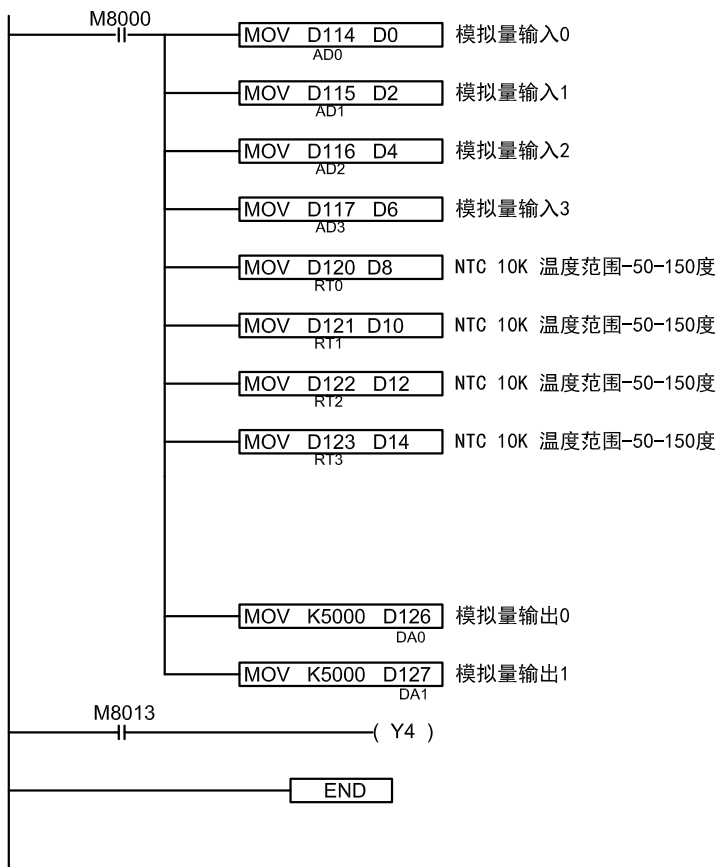 M8000
MOV D114 D0 模拟量输入0
AD0
MOV D115 D2 模拟量输入1
AD1
MOV D116 D4 模拟量输入2
AD2
MOV D117 D6 模拟量输入3
AD3
MOV D120 D8 NTC 10K 温度范围-50-150度
RT0
MOV D121 D10 NTC 10K 温度范围-50-150度
RT1
MOV D122 D12 NTC 10K 温度范围-50-150度
RT2
MOV D123 D14 NTC 10K 温度范围-50-150度
RT3
MOV K5000 D126 模拟量输出0
DA0
MOV K5000 D127 模拟量输出1
DA1
M8013
( Y4 )
END